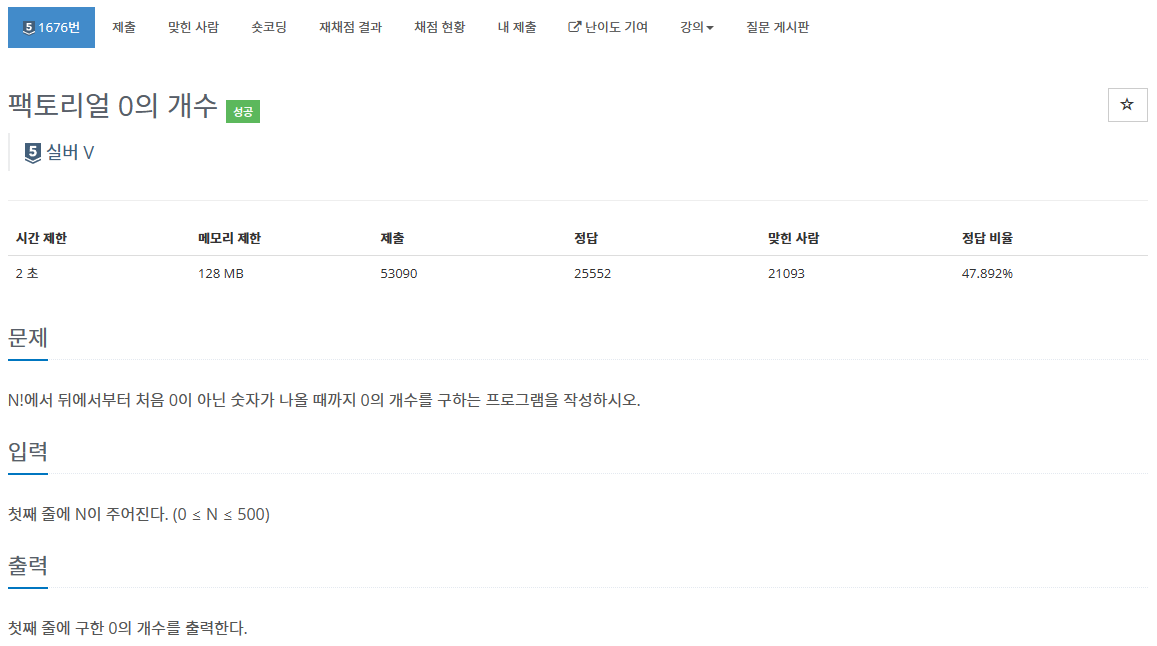 5 1676번 제출 맞힌 사람 숏코딩 재채점 결과 채점 현황 내 제출 난이도 기여 강의 질문 게시판
팩토리얼 0의 개수 성공
5 실버 V
시간 제한 메모리 제한 제출 정답 맞힌 사람 정답 비율
2 초 128 MB 53090 25552 21093 47.892%
문제
N!에서 뒤에서부터 처음 0이 아닌 숫자가 나올 때까지 0의 개수를 구하는 프로그램을 작성하시오.
입력
첫째 줄에 N이 주어진다. (0 ≤ N ≤ 500)
출력
첫째 줄에 구한 0의 개수를 출력한다.